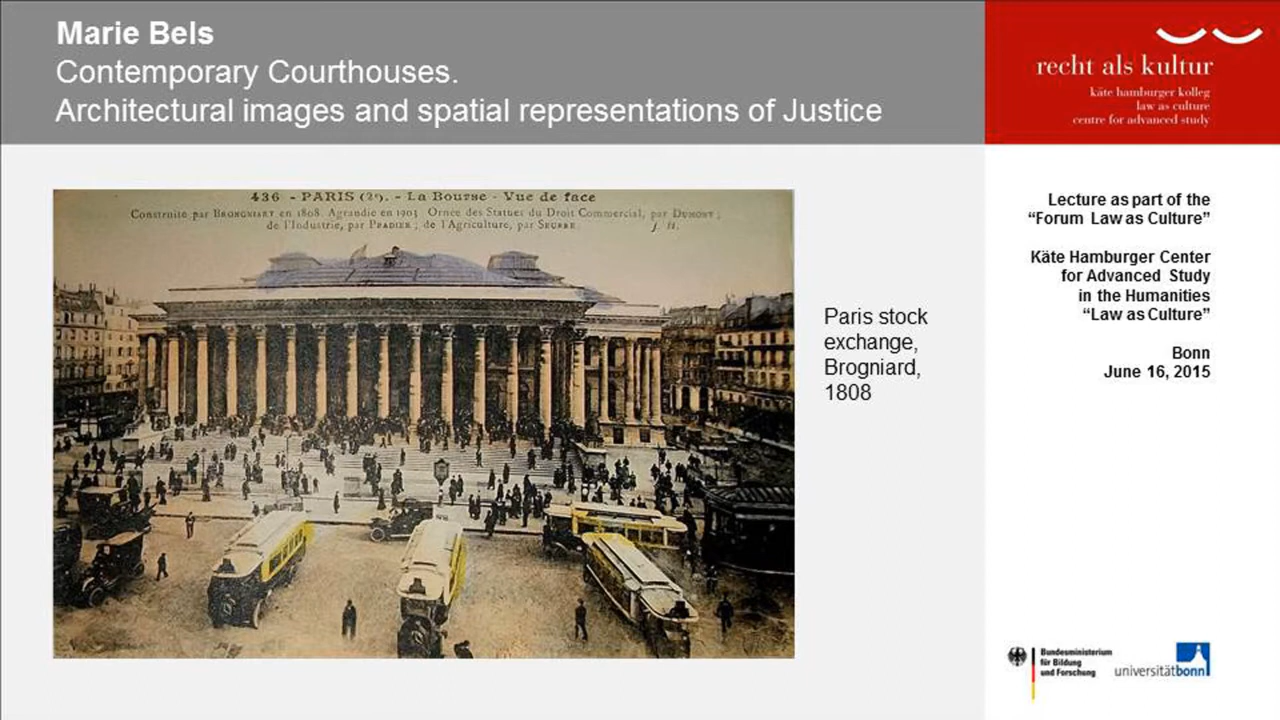 Marie Bels
Contemporary Courthouses.
Architectural images and spatial representations of Justice
recht als kultur
käte hamburger kolleg
law as culture
centre for advanced study
436 - PARIS (2e). - La Bourse - Vue de face
Construite par BRONGNIART en 1808. Agrandie en 1903 Ornée des Statues du Droit Commercial, par DUMONT ;
de l'Industrie, par PRADIER ; de l'Agriculture, par SEURRE.
J. H.
Paris stock
exchange,
Brogniard,
1808
Lecture as part of the
“Forum Law as Culture”
Käte Hamburger Center
for Advanced Study
in the Humanities
“Law as Culture”
Bonn
June 16, 2015
Bundesministerium
für Bildung
und Forschung
universitätbonn